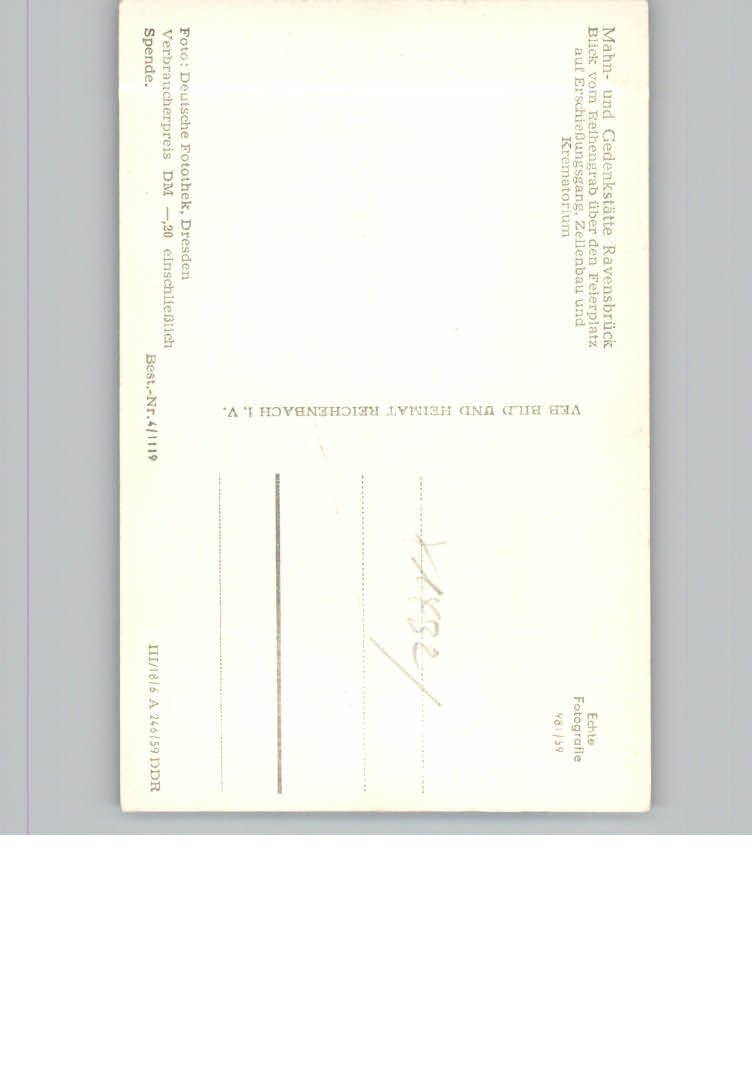 Mahn- und Gedenkstätte Ravensbrück
Blick vom Reihengrab über den Feierplatz
auf Erschießungsgang, Zellenbau und
Krematorium
Foto: Deutsche Fotothek, Dresden
Verbraucherpreis DM —,20 einschließlich
Spende.
Best.-Nr. 4/1119
VEB BILD UND HEIMAT REICHENBACH i. V.
Echte
Fotografie
981/59
III/18/6 A 246/59 DDR